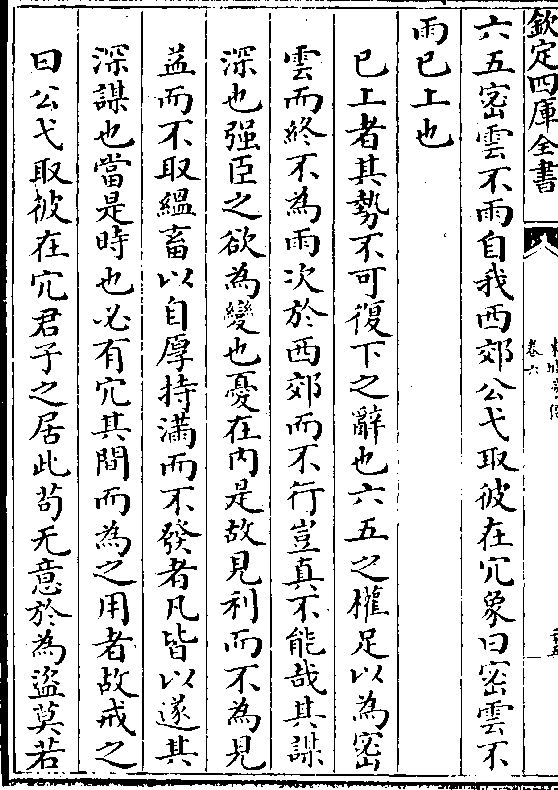 欽定四庫全書
卷六
六五密雲不雨自我西郊公弋取彼在穴象曰密雲不
雨已上也
已上者其勢不可復下之辭也六五之權足以為密
雲而終不為雨次於西郊而不行豈真不能哉其謀
深也强臣之欲為變也憂在内是故見利而不為見
益而不取緼畜以自厚持滿而不發者凡皆以遂其
深謀也當是時也必有穴其間而為之用者故戒之
曰公弋取彼在穴君子之居此苟无意於為盜莫若